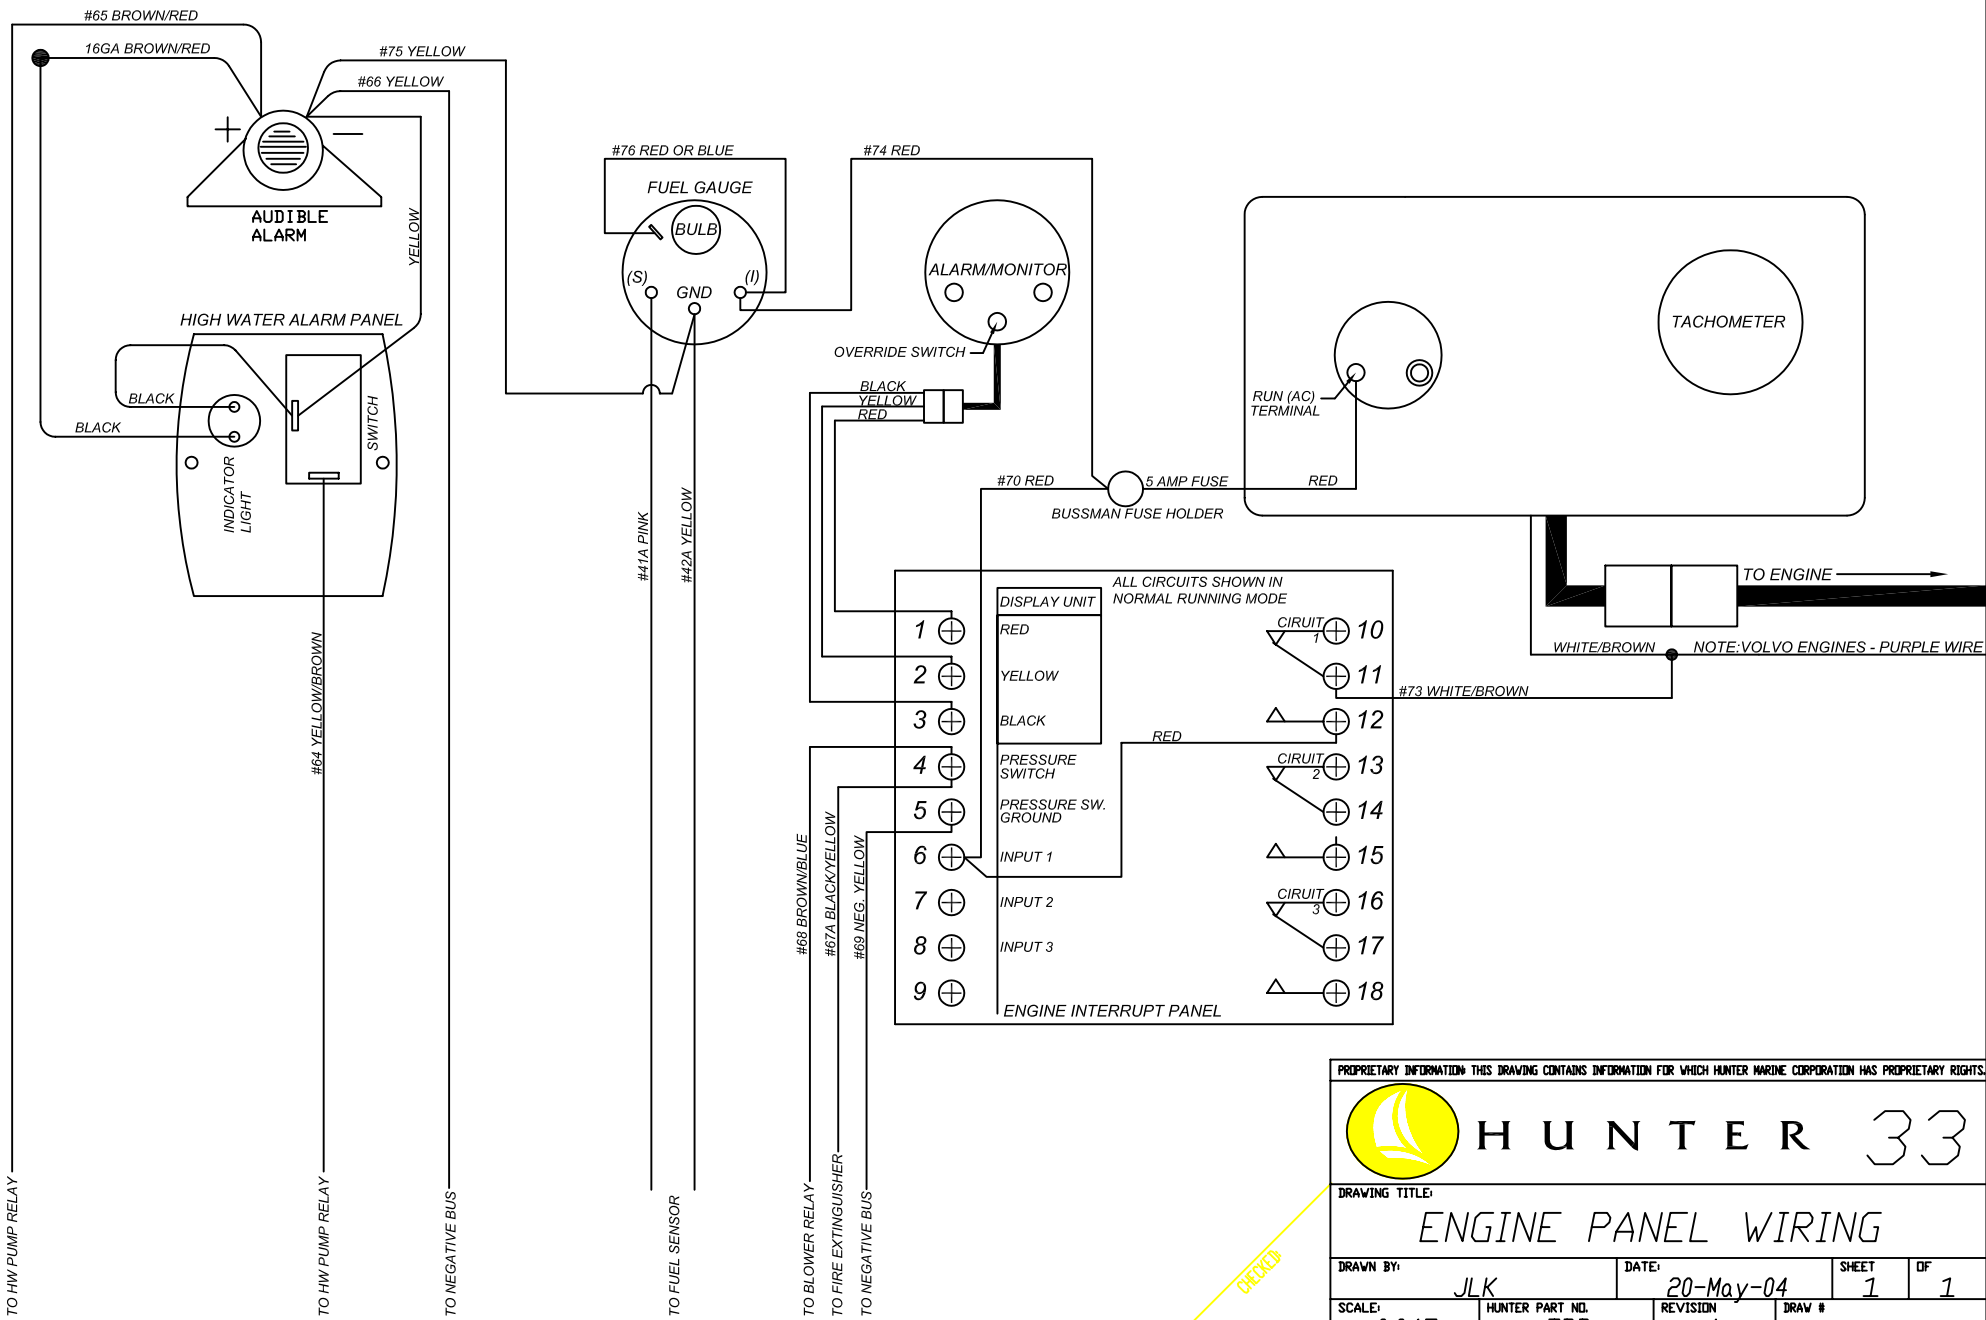 #65 BROWN/RED
16GA BROWN/RED
#75 YELLOW
#66 YELLOW
+
—
AUDIBLE
ALARM
YELLOW
#76 RED OR BLUE
FUEL GAUGE
BULB
(S)
GND
(I)
#74 RED
ALARM/MONITOR
OVERRIDE SWITCH
BLACK
YELLOW
RED
TACHOMETER
RUN (AC)
TERMINAL
HIGH WATER ALARM PANEL
BLACK
BLACK
SWITCH
INDICATOR
LIGHT
#70 RED
5 AMP FUSE
RED
BUSSMAN FUSE HOLDER
#41A PINK
#42A YELLOW
#64 YELLOW/BROWN
TO ENGINE
WHITE/BROWN
NOTE:VOLVO ENGINES - PURPLE WIRE
#73 WHITE/BROWN
ALL CIRCUITS SHOWN IN
NORMAL RUNNING MODE
DISPLAY UNIT
1 RED
2 YELLOW
3 BLACK
4 PRESSURE
SWITCH
5 PRESSURE SW.
GROUND
6 INPUT 1
7 INPUT 2
8 INPUT 3
9
RED
CIRUIT
1
10
11
12
CIRUIT
2
13
14
15
CIRUIT
3
16
17
18
ENGINE INTERRUPT PANEL
#68 BROWN/BLUE
#67A BLACK/YELLOW
#69 NEG. YELLOW
TO HW PUMP RELAY
TO HW PUMP RELAY
TO NEGATIVE BUS
TO FUEL SENSOR
TO BLOWER RELAY
TO FIRE EXTINGUISHER
TO NEGATIVE BUS
CHECKED:
PROPRIETARY INFORMATION: THIS DRAWING CONTAINS INFORMATION FOR WHICH HUNTER MARINE CORPORATION HAS PROPRIETARY RIGHTS.
HUNTER 33
DRAWING TITLE:
ENGINE PANEL WIRING
DRAWN BY:
JLK
DATE:
20-May-04
SHEET
1
OF
1
SCALE:
HUNTER PART NO.
REVISION
DRAW #